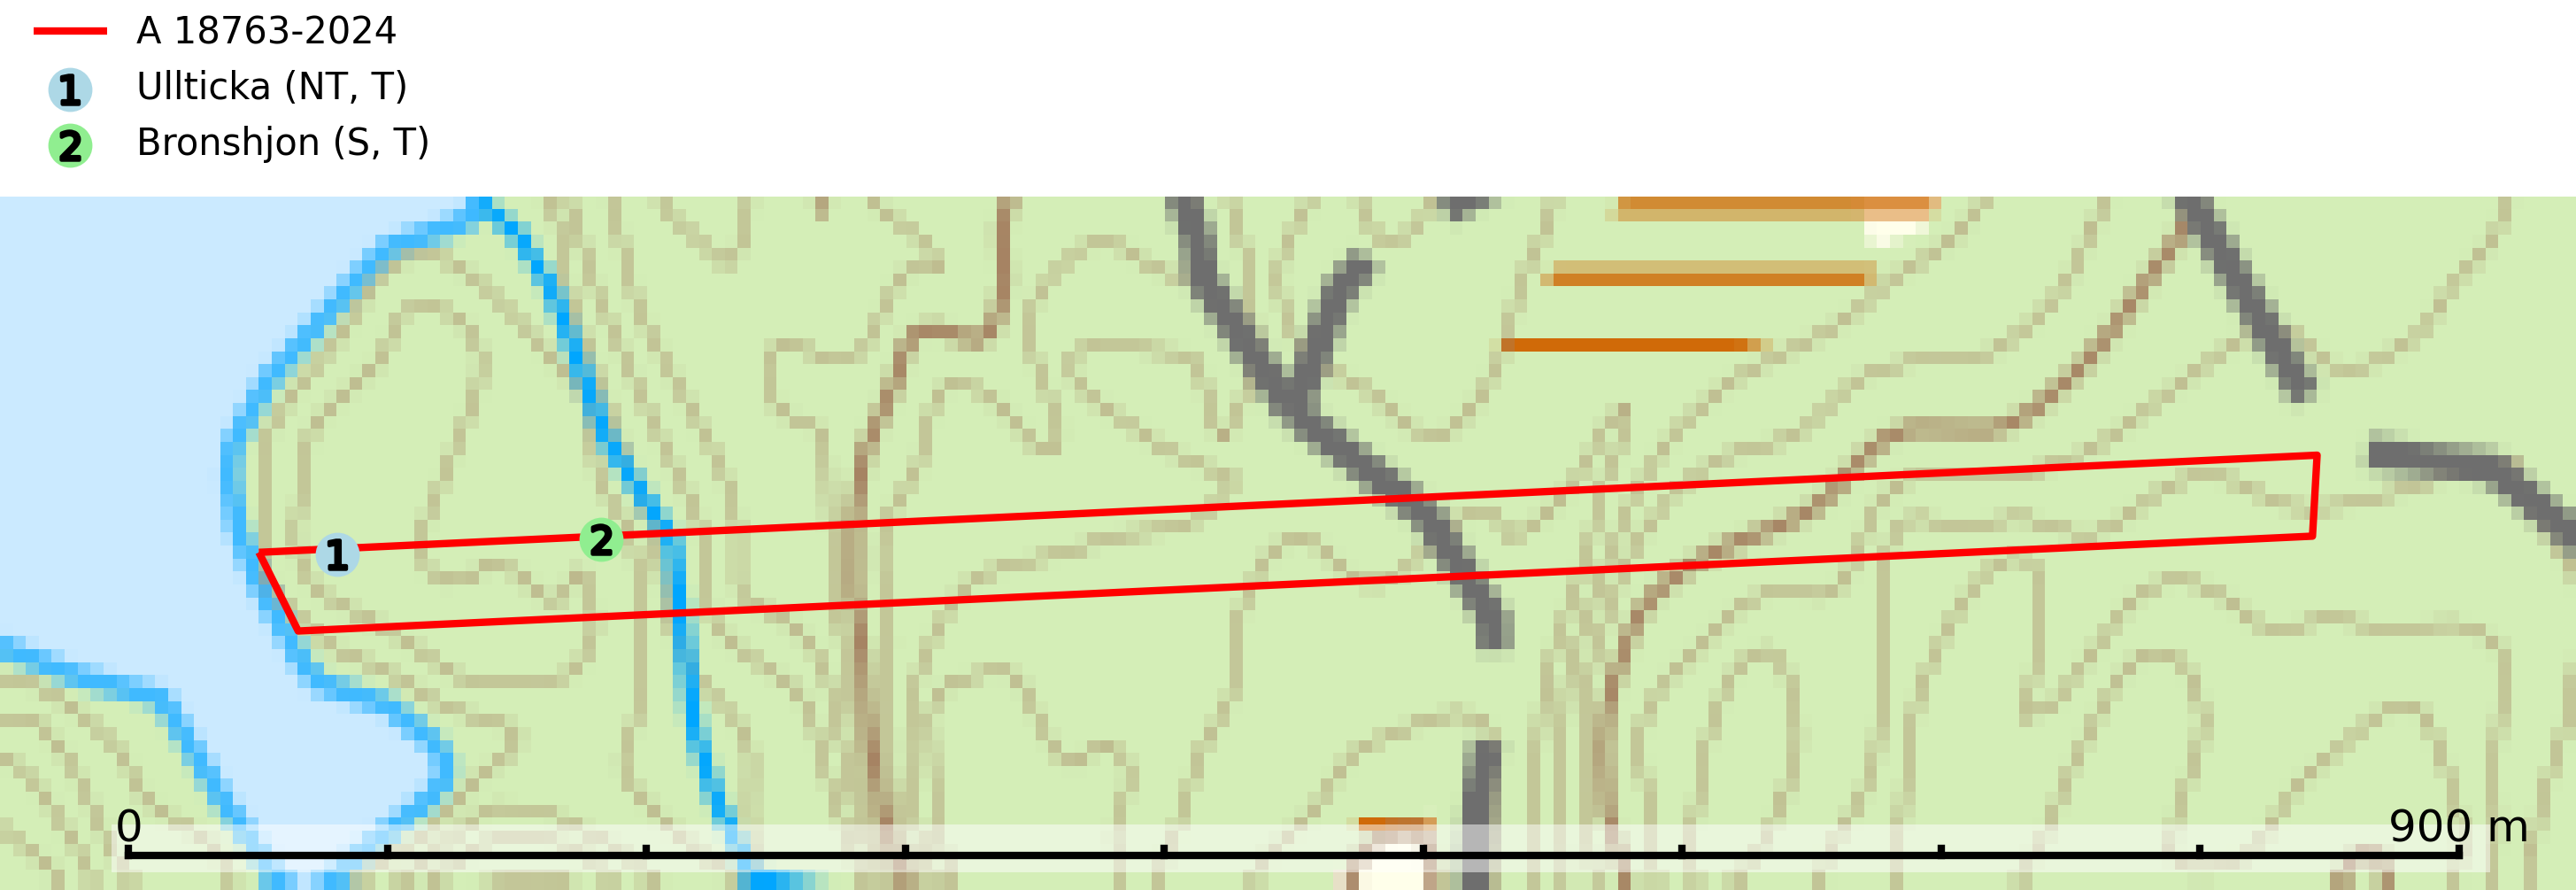 A 18763-2024
1 Ullticka (NT, T)
2 Bronshjon (S, T)
1 2
0 900 m